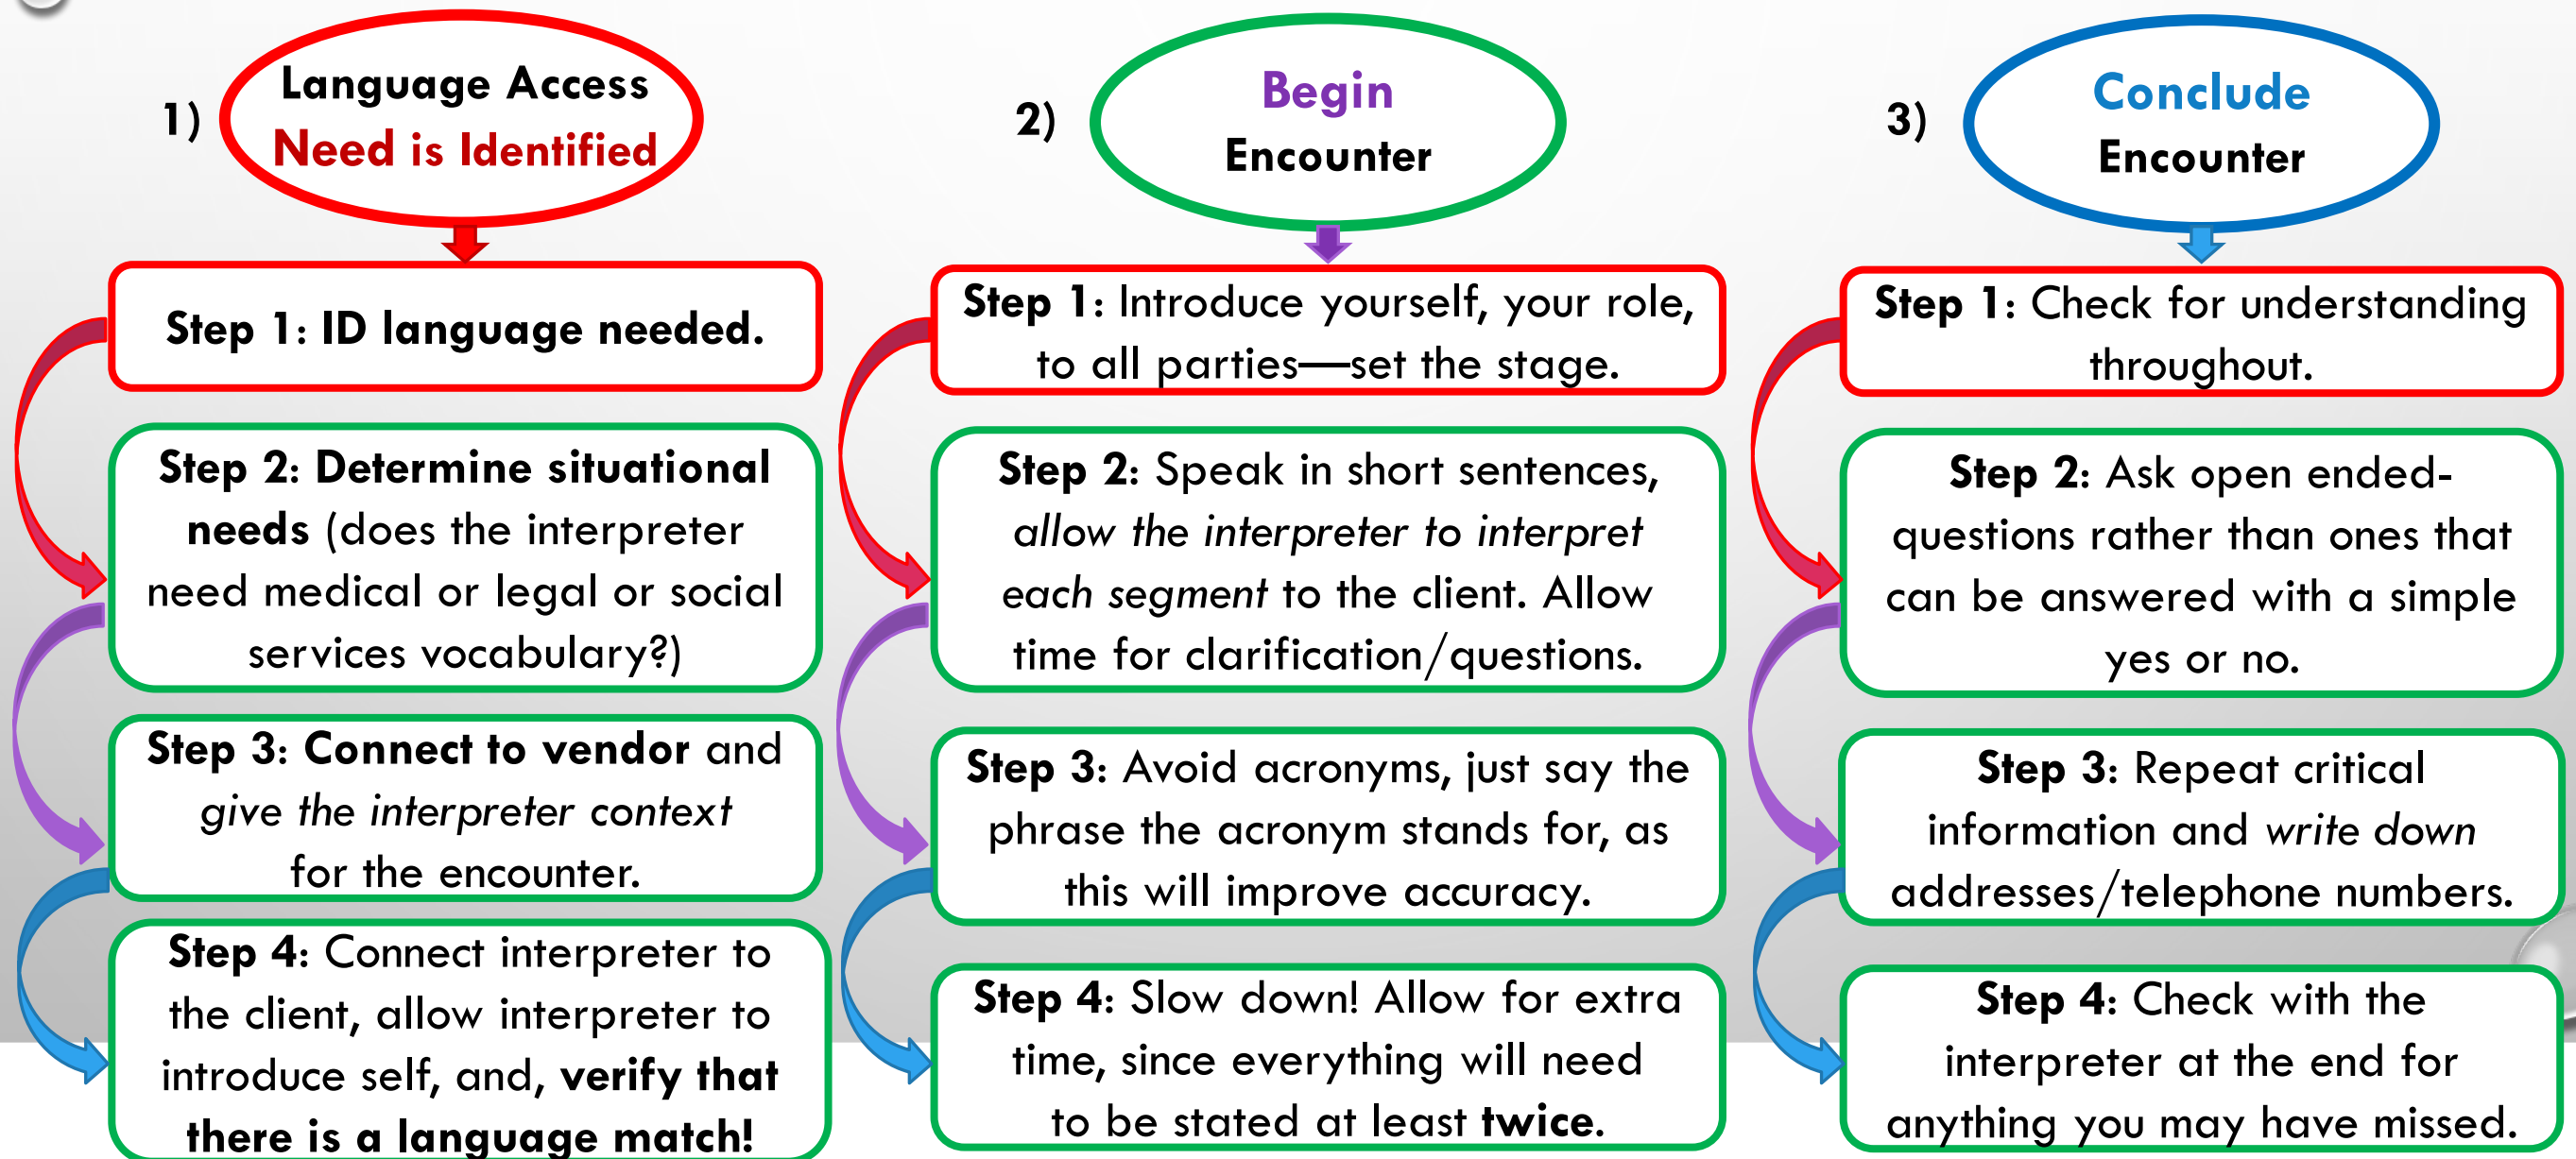 1)
Language Access
Need is Identified
Step 1: ID language needed.
Step 2: Determine situational
needs (does the interpreter
need medical or legal or social
services vocabulary?)
Step 3: Connect to vendor and
give the interpreter context
for the encounter.
Step 4: Connect interpreter to
the client, allow interpreter to
introduce self, and, verify that
there is a language match!
2)
Begin
Encounter
Step 1: Introduce yourself, your role,
to all parties—set the stage.
Step 2: Speak in short sentences,
allow the interpreter to interpret
each segment to the client. Allow
time for clarification/questions.
Step 3: Avoid acronyms, just say the
phrase the acronym stands for, as
this will improve accuracy.
Step 4: Slow down! Allow for extra
time, since everything will need
to be stated at least twice.
3)
Conclude
Encounter
Step 1: Check for understanding
throughout.
Step 2: Ask open ended-
questions rather than ones that
can be answered with a simple
yes or no.
Step 3: Repeat critical
information and write down
addresses/telephone numbers.
Step 4: Check with the
interpreter at the end for
anything you may have missed.